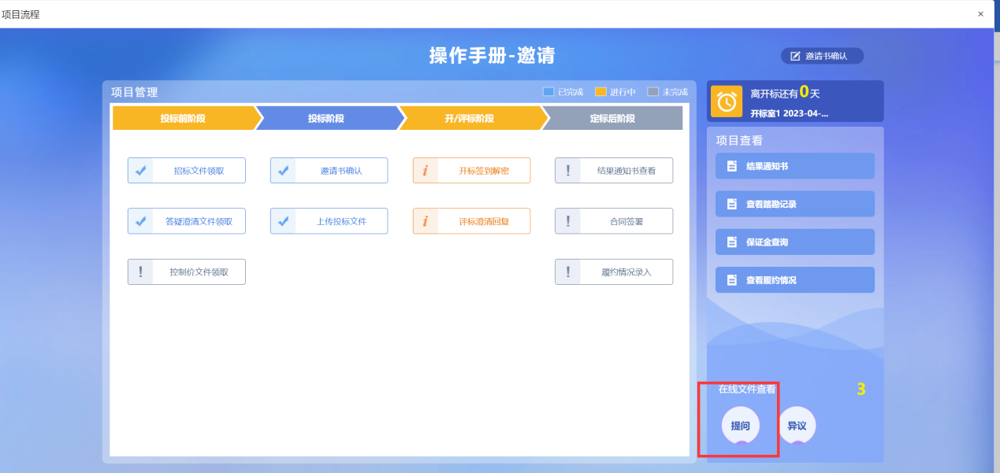 项目流程
×
操作手册-邀请
邀请书确认
项目管理
已完成 进行中 未完成
投标前阶段 投标阶段 开/评标阶段 定标后阶段
招标文件领取 邀请书确认 开标签到解密 结果通知书查看
答疑澄清文件领取 上传投标文件 评标澄清回复 合同签署
控制价文件领取 履约情况录入
离开标还有0天
开标室1 2023-04-...
项目查看
结果通知书
查看踏勘记录
保证金查询
查看履约情况
在线文件查看 3
提问 异议